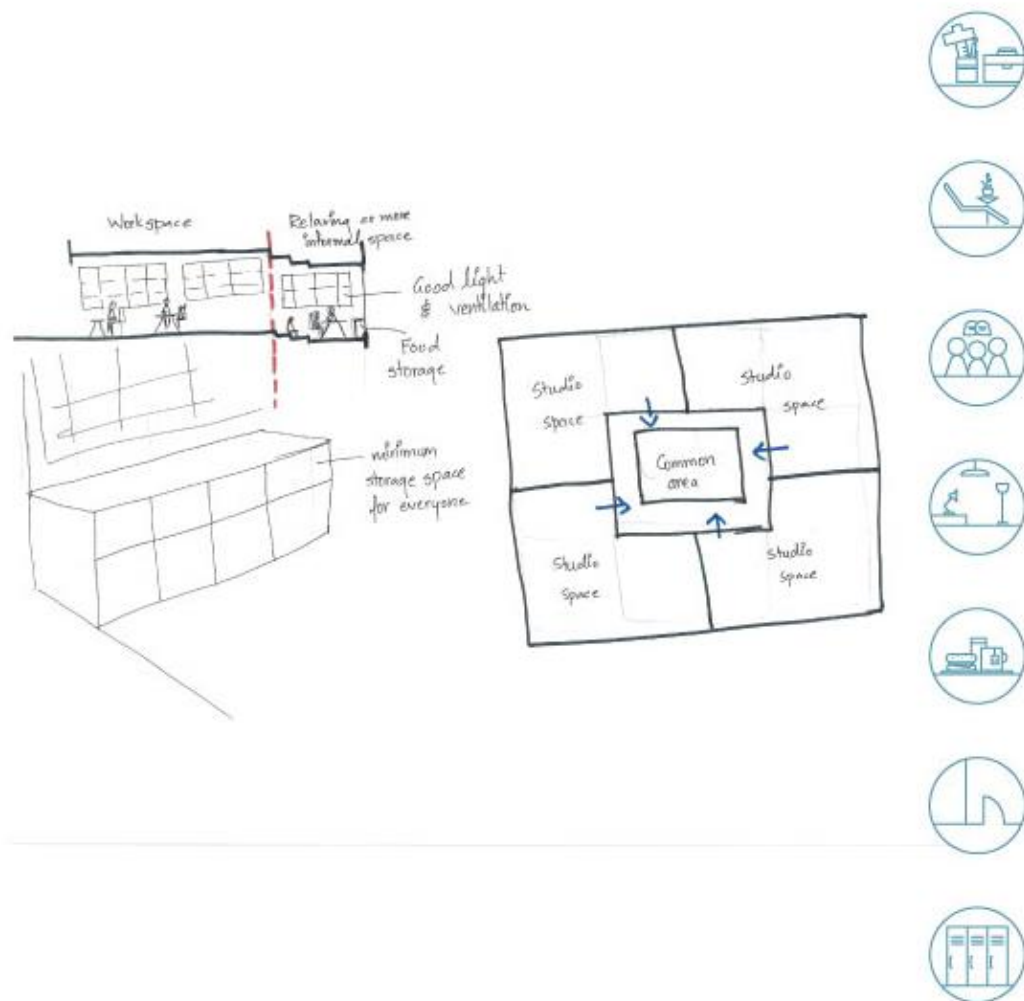 Workspace
Relaxing or more
informal space
Good light
& ventilation
Food
storage
minimum
storage space
for everyone
Studio
space
Studio
space
Common
area
Studio
space
Studio
space